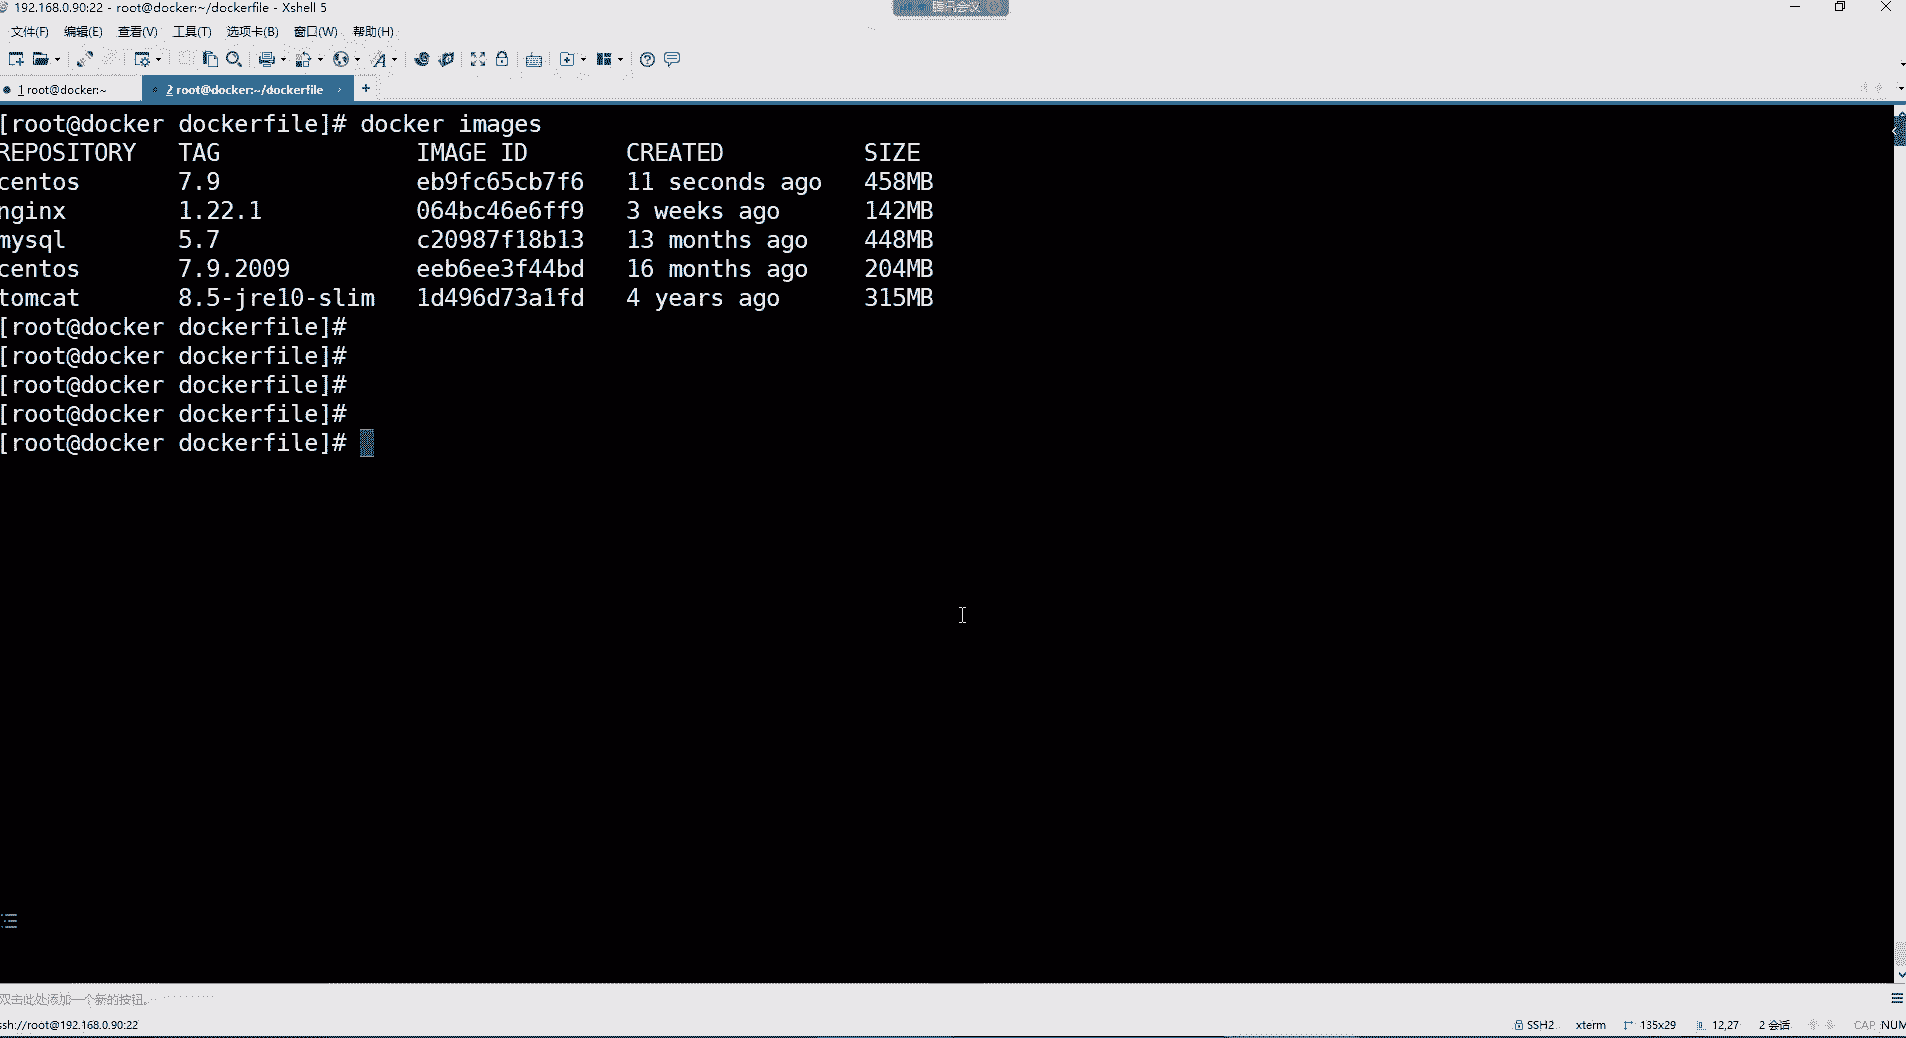 192.168.0.90:22 - root@docker:~/dockerfile - Xshell 5
腾讯会议
文件(F) 编辑(E) 查看(V) 工具(T) 选项卡(B) 窗口(W) 帮助(H)
1 root@docker:~ 2 root@docker:~/dockerfile +
[root@docker dockerfile]# docker images
REPOSITORY TAG IMAGE ID CREATED SIZE
centos 7.9 eb9fc65cb7f6 11 seconds ago 458MB
nginx 1.22.1 064bc46e6ff9 3 weeks ago 142MB
mysql 5.7 c20987f18b13 13 months ago 448MB
centos 7.9.2009 eeb6ee3f44bd 16 months ago 204MB
tomcat 8.5-jre10-slim 1d496d73a1fd 4 years ago 315MB
[root@docker dockerfile]#
[root@docker dockerfile]#
[root@docker dockerfile]#
[root@docker dockerfile]#
[root@docker dockerfile]#
双击此处添加一个新的按钮。
ssh://root@192.168.0.90:22 SSH2 xterm 135x29 12,27 2 会话 CAP NUM